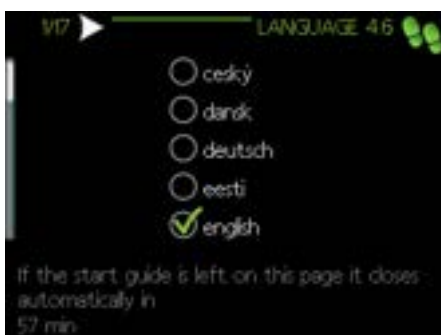 1/17 LANGUAGE 4.6
ceský
dansk
deutsch
eesti
english
If the start guide is left on this page it closes
automatically in
57 min